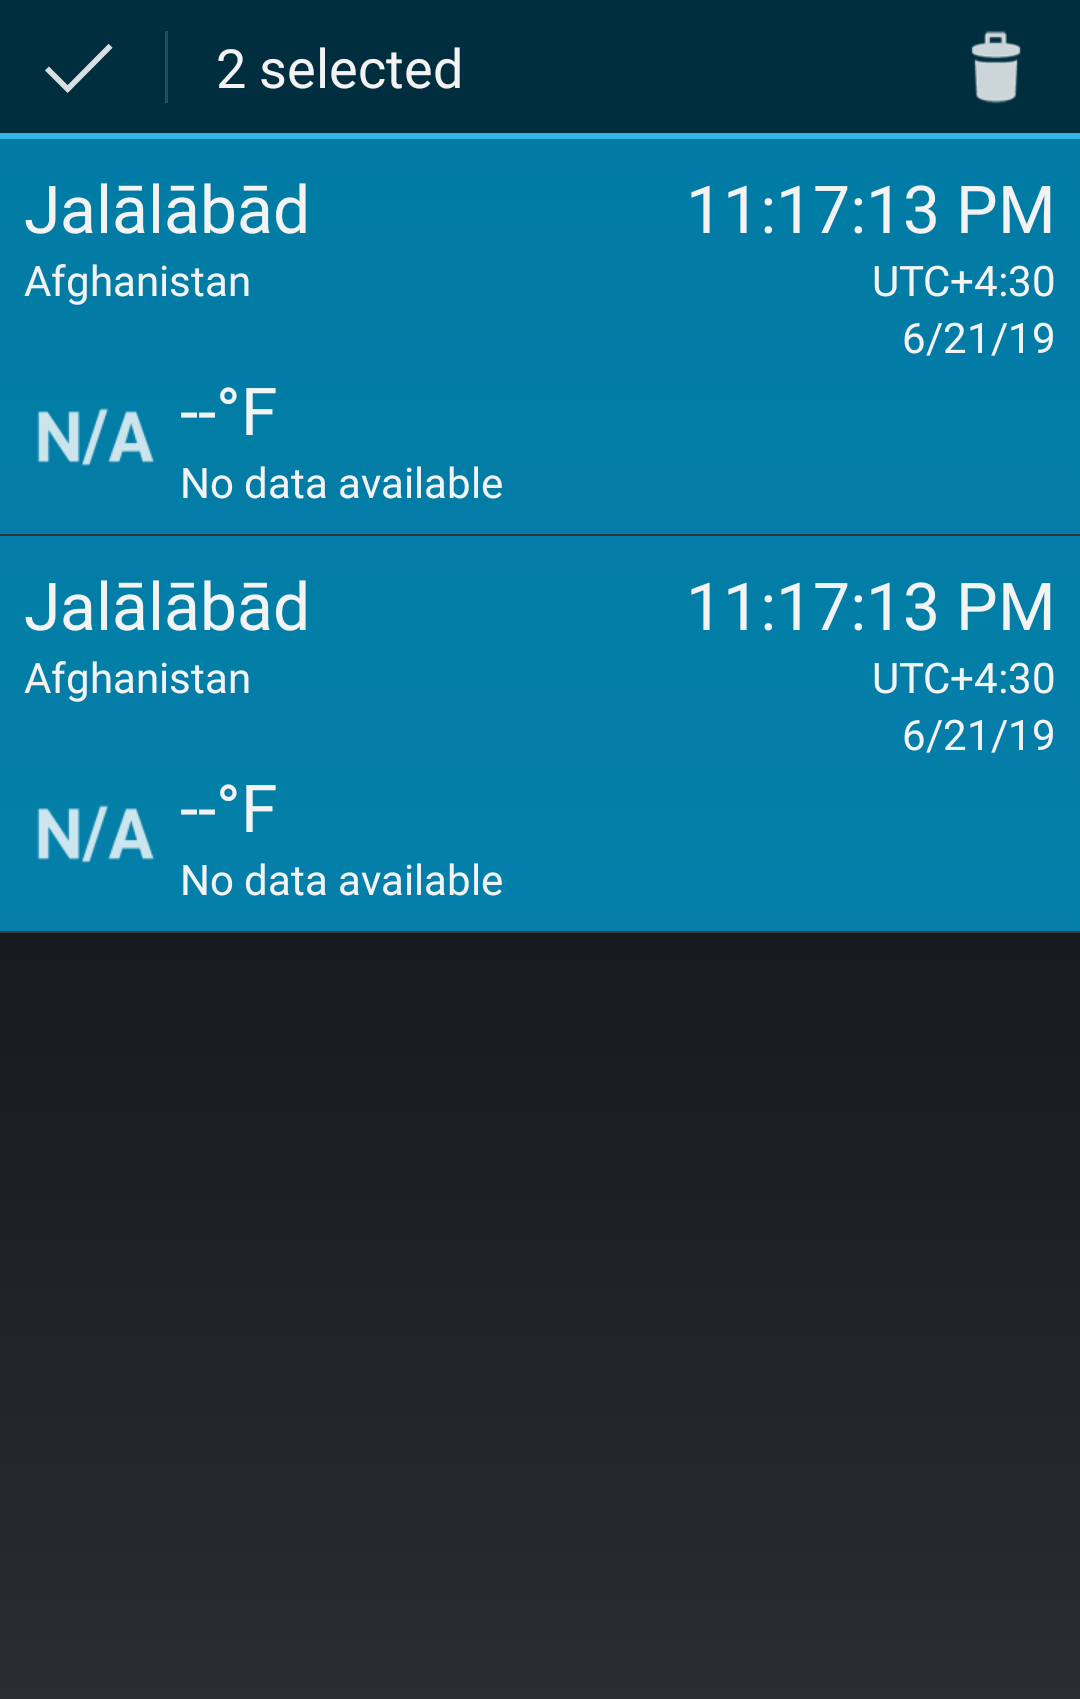 2 selected
Jalālābād
11:17:13 PM
Afghanistan
UTC+4:30
6/21/19
N/A
--°F
No data available
Jalālābād
11:17:13 PM
Afghanistan
UTC+4:30
6/21/19
N/A
--°F
No data available